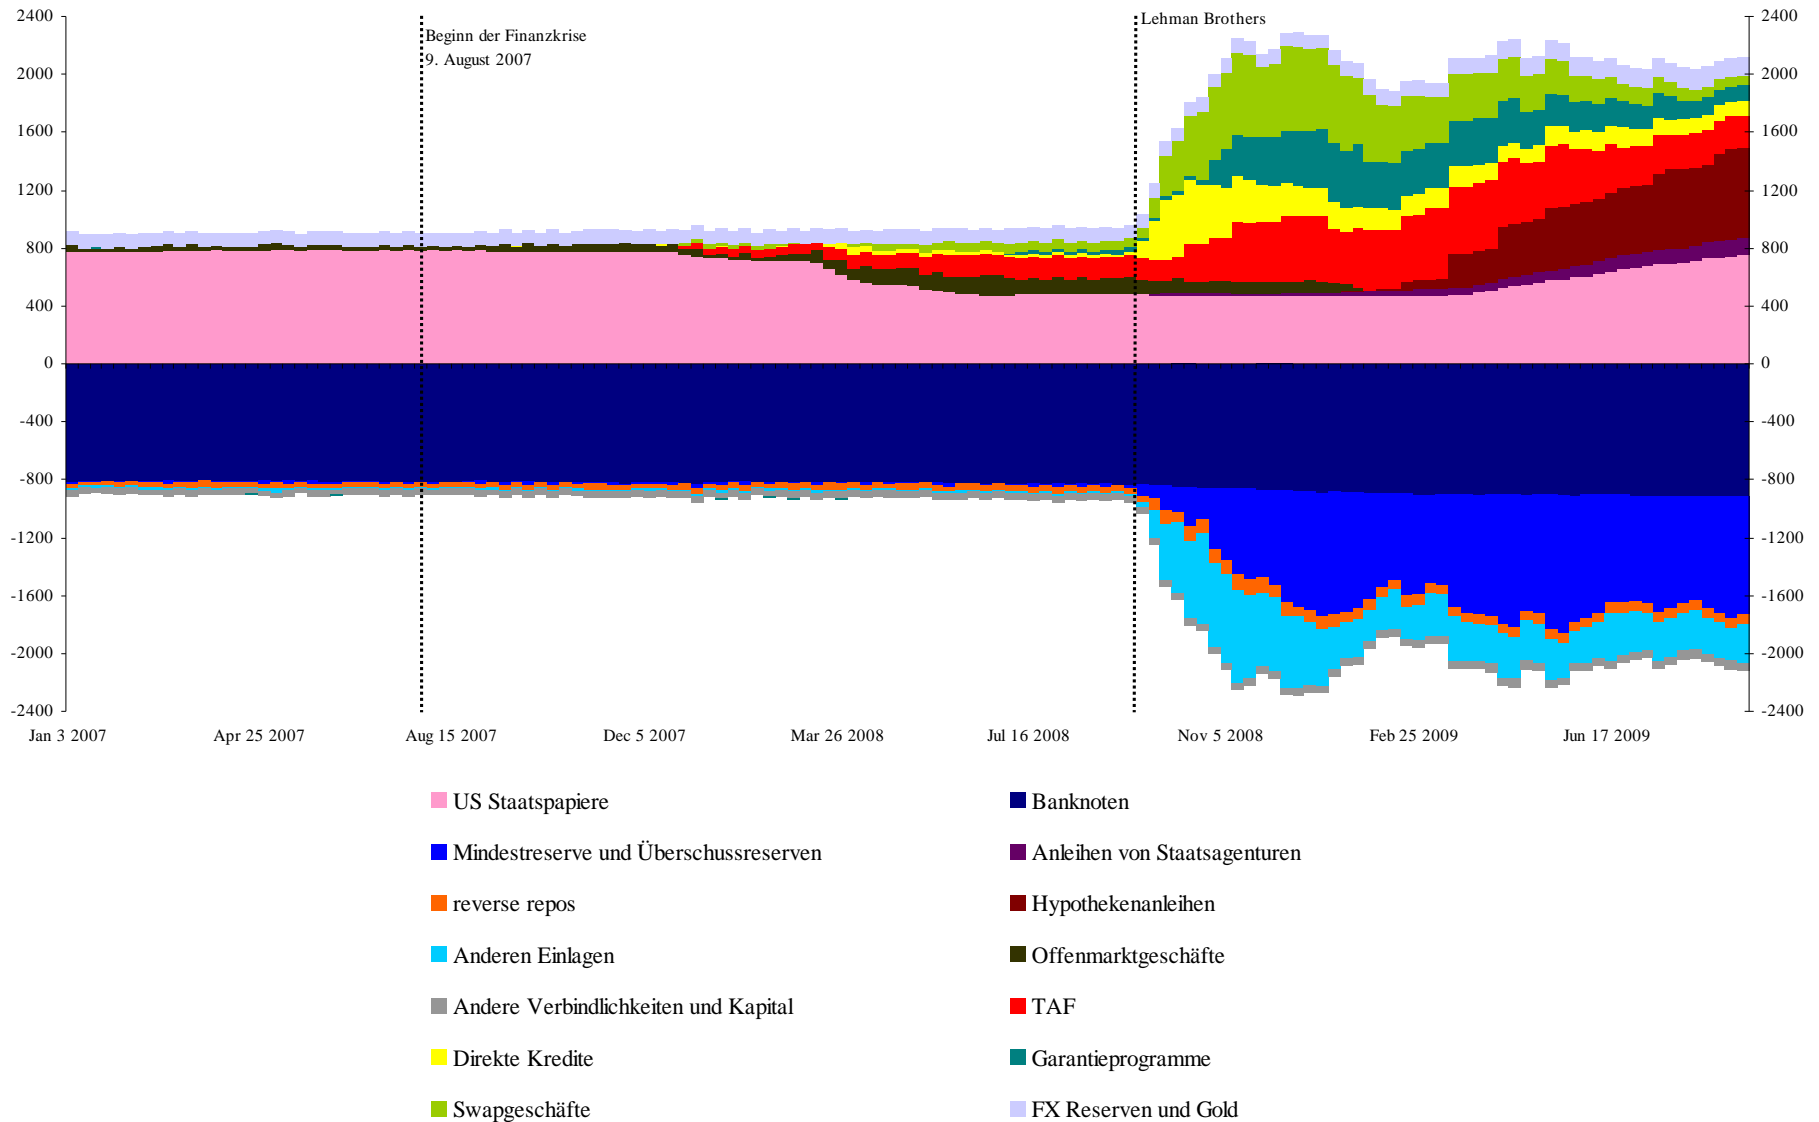 2400
2400
Lehman Brothers
Beginn der Finanzkrise
9. August 2007
2000
2000
1600
1600
1200
1200
800
800
400
400
0
0
-400
-400
-800
-800
-1200
-1200
-1600
-1600
-2000
-2000
-2400
-2400
Jan 3 2007 Apr 25 2007 Aug 15 2007 Dec 5 2007 Mar 26 2008 Jul 16 2008 Nov 5 2008 Feb 25 2009 Jun 17 2009
US Staatspapiere
Banknoten
Mindestreserve und Überschussreserven
Anleihen von Staatsagenturen
reverse repos
Hypothekenanleihen
Anderen Einlagen
Offenmarktgeschäfte
Andere Verbindlichkeiten und Kapital
TAF
Direkte Kredite
Garantieprogramme
Swapgeschäfte
FX Reserven und Gold